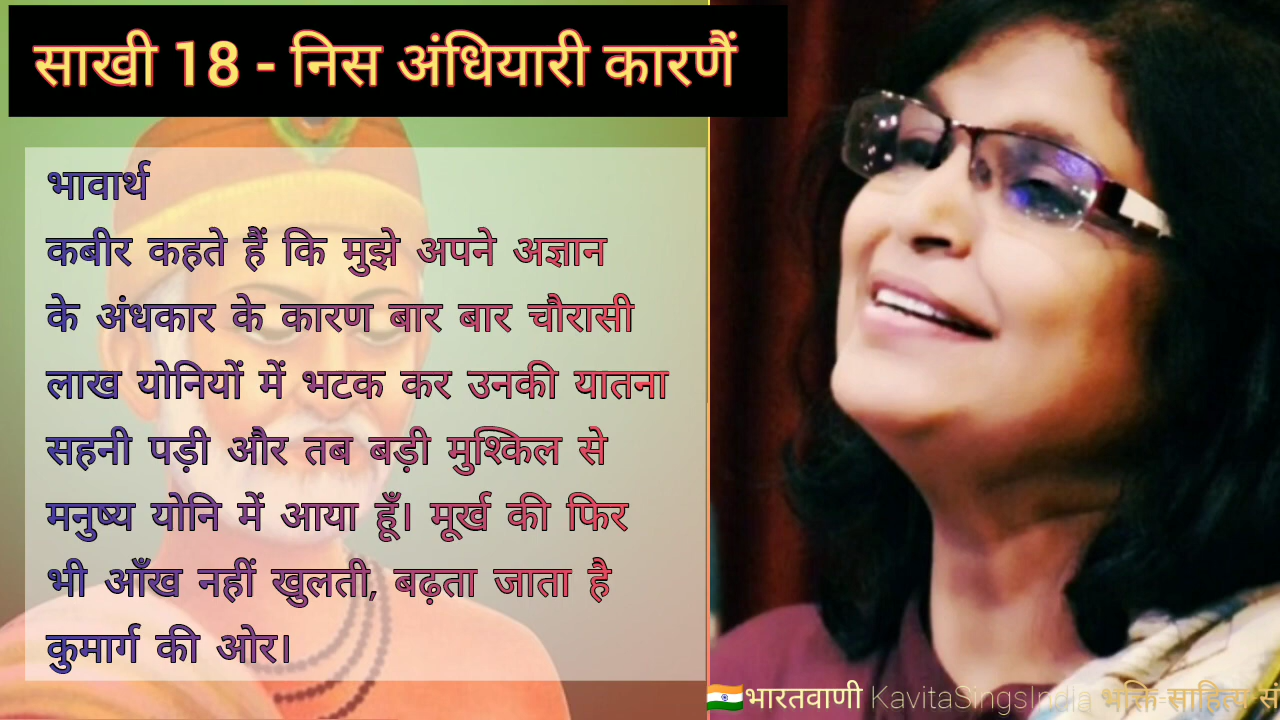 साखी 18 - निस अंधियारी कारणैं
भावार्थ
कबीर कहते हैं कि मुझे अपने अज्ञान
के अंधकार के कारण बार बार चौरासी
लाख योनियों में भटक कर उनकी यातना
सहनी पड़ी और तब बड़ी मुश्किल से
मनुष्य योनि में आया हूँ। मूर्ख की फिर
भी आँख नहीं खुलती, बढ़ता जाता है
कुमार्ग की ओर।
🇮🇳भारतवाणी KavitaSingsIndia भक्ति-साहित्य-सं